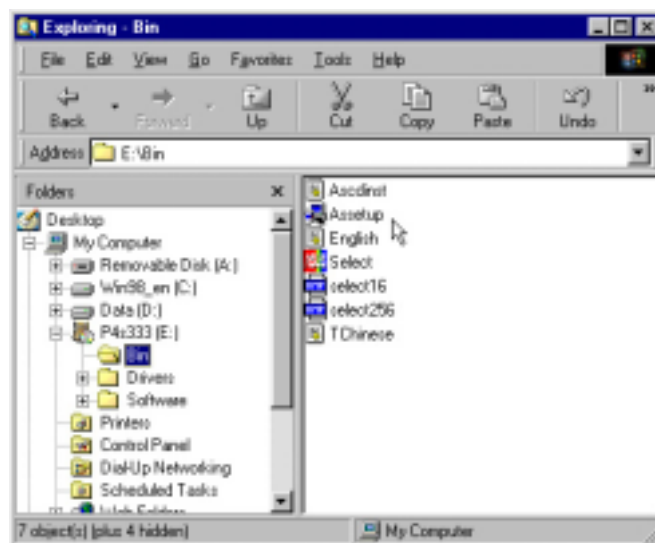 Exploring - Bin
File Edit View Go Favorites Tools Help
Back Forward Up Cut Copy Paste Undo
Address E:\Bin
Folders
Desktop
My Computer
Removable Disk (A:)
Win98_en (C:)
Data (D:)
P4s333 (E:)
Bin
Drivers
Software
Printers
Control Panel
Dial-Up Networking
Scheduled Tasks
Web Folders
Ascdinst
Assetup
English
Select
select16
select256
TChinese
7 object(s) (plus 4 hidden)
My Computer